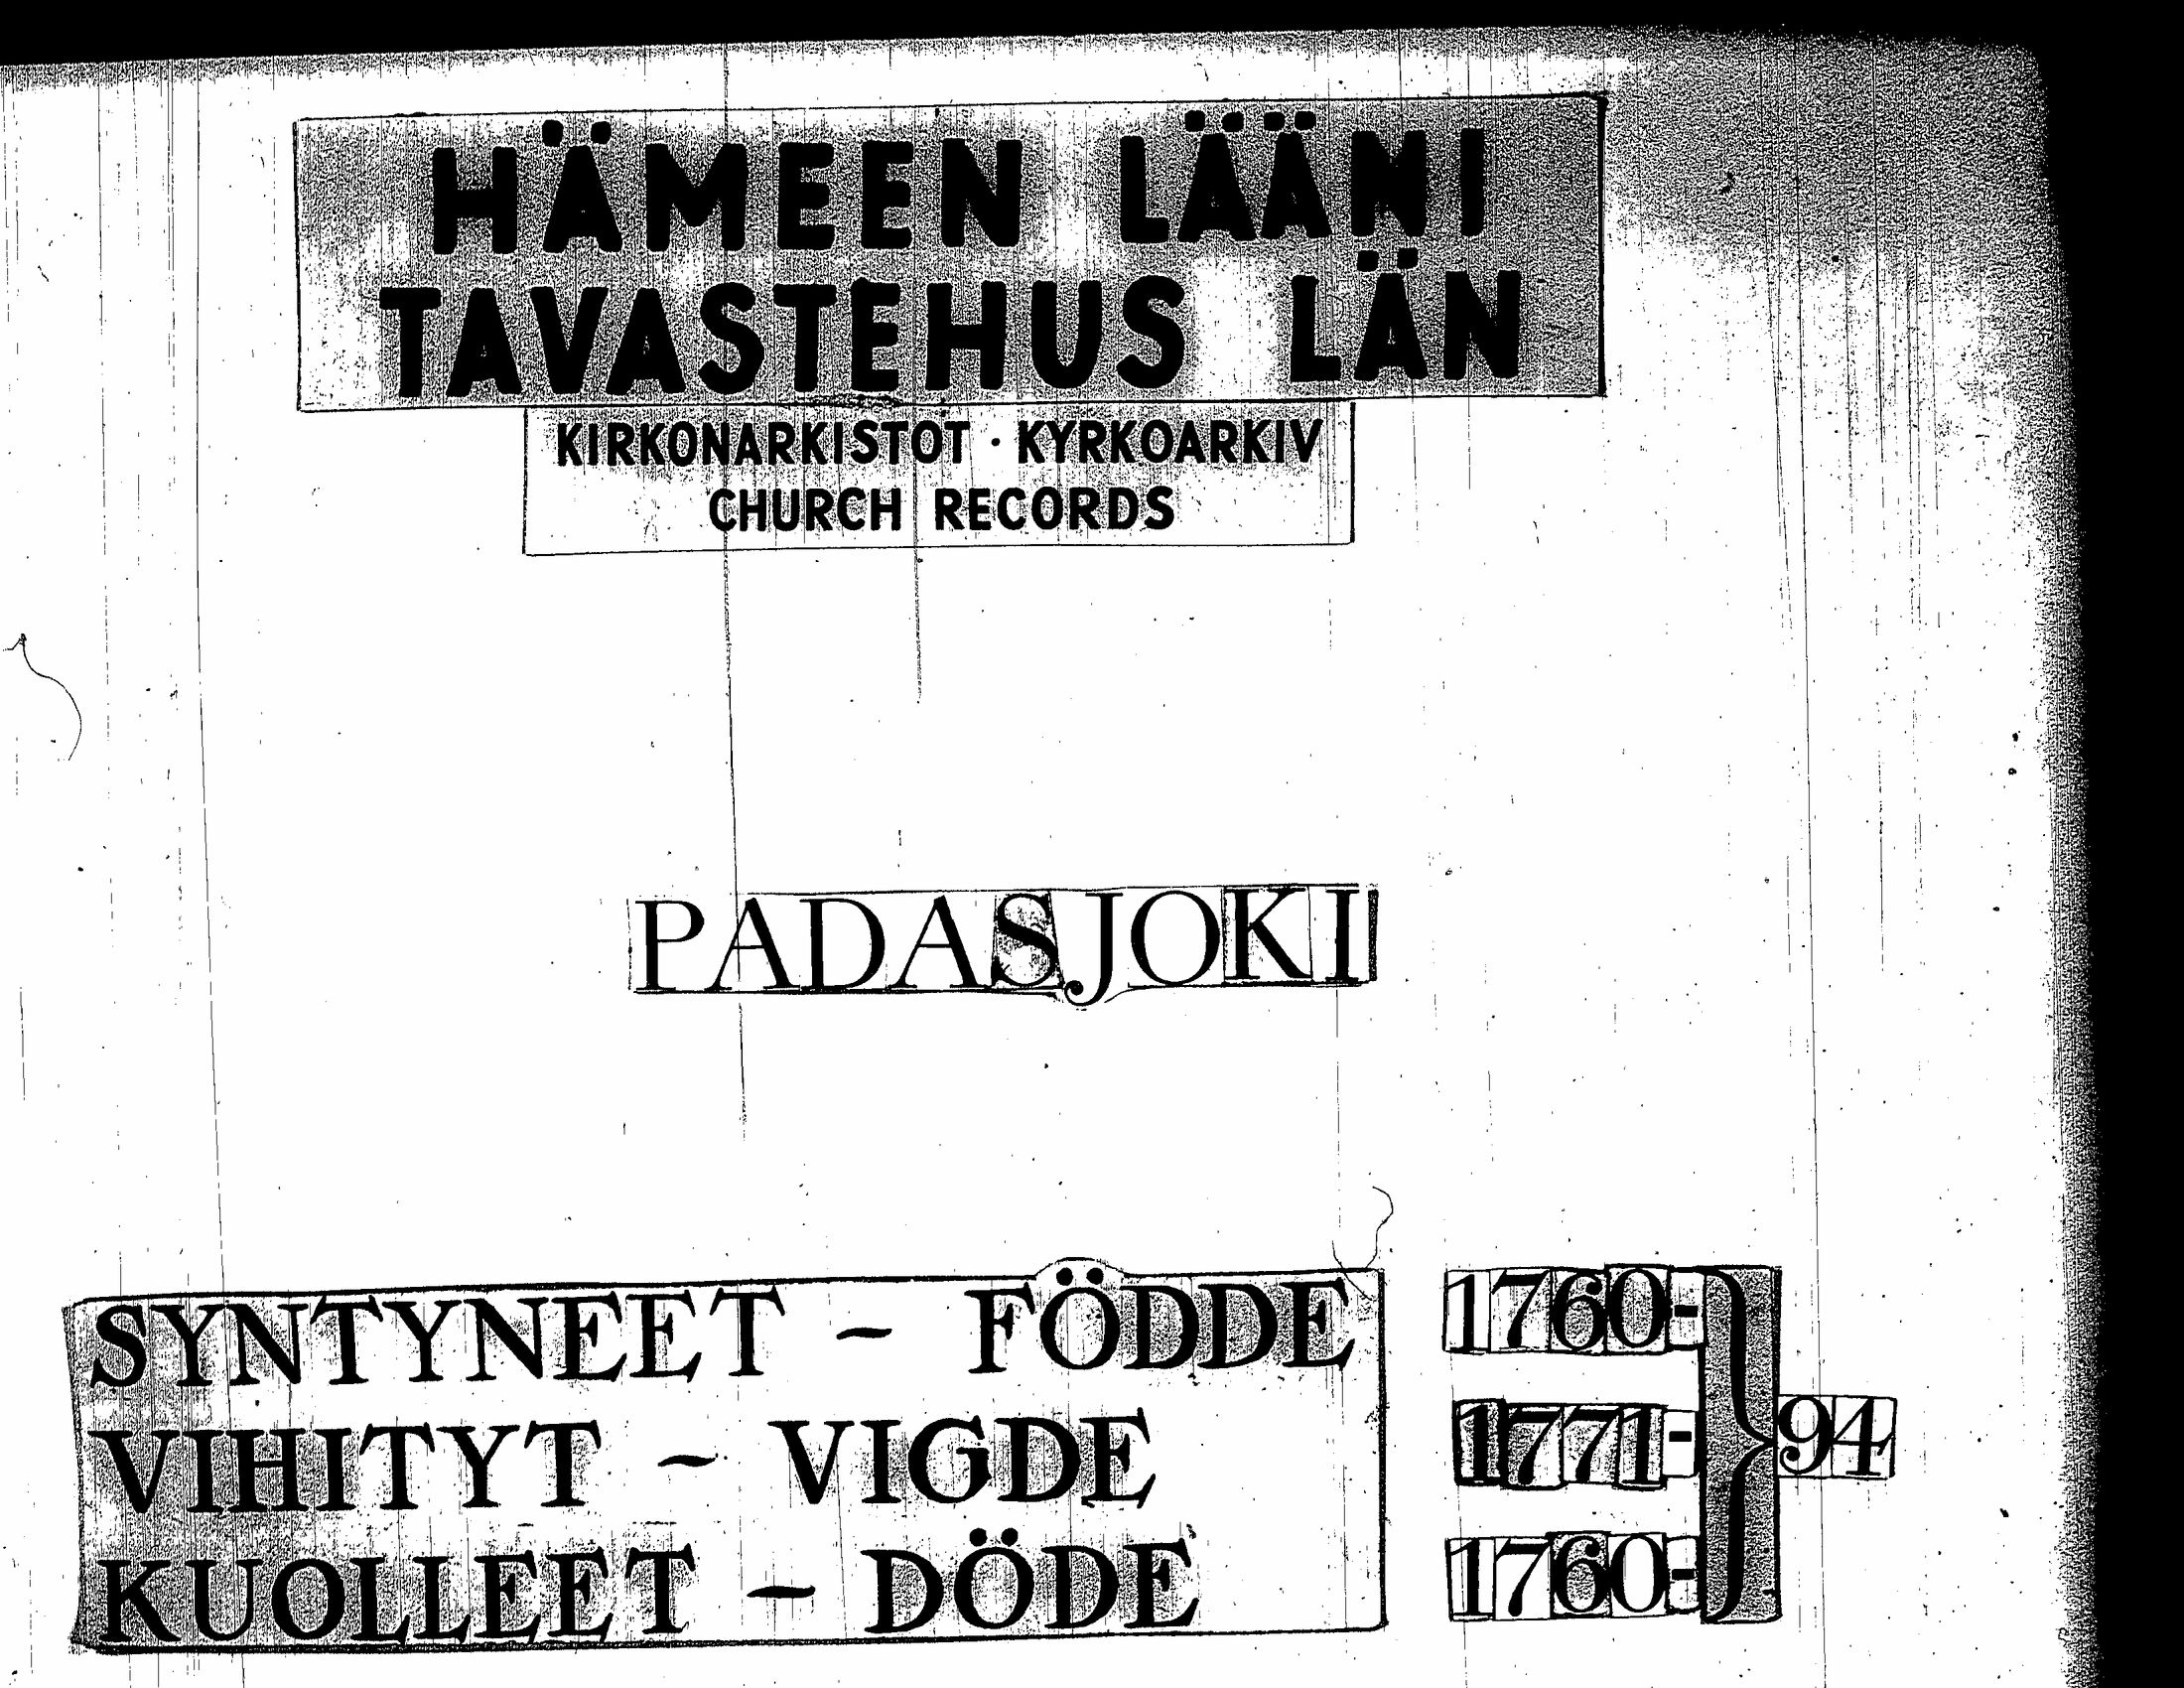 HÄMEEN LÄÄNI
TAVASTEHUS LÄN
KIRKONARKISTOT · KYRKOARKIV
CHURCH RECORDS
PADASJOKI
SYNTYNEET - FÖDDE 1760-
VIHITYT - VIGDE 1771- } 94
KUOLLEET - DÖDE 1760-